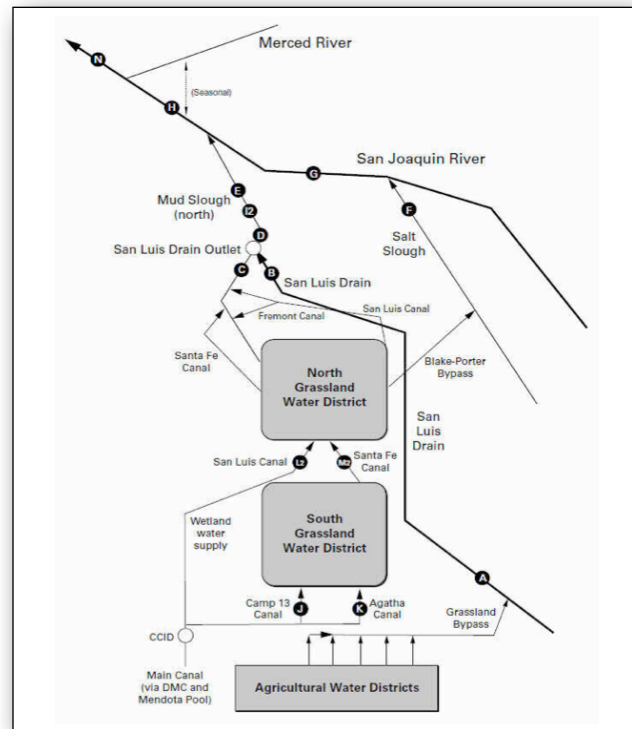 Merced River
N
(Seasonal)
H
San Joaquin River
G
E
Mud Slough
(north)
I2
F
Salt
Slough
D
San Luis Drain Outlet
C
B
San Luis Drain
San Luis Canal
Fremont Canal
Santa Fe
Canal
Blake-Porter
Bypass
North
Grassland
Water District
San
Luis
Drain
San Luis Canal
L2
M2
Santa Fe
Canal
Wetland
water
supply
South
Grassland
Water District
A
Camp 13
Canal
J
K
Agatha
Canal
Grassland
Bypass
CCID
Main Canal
(via DMC and
Mendota Pool)
Agricultural Water Districts